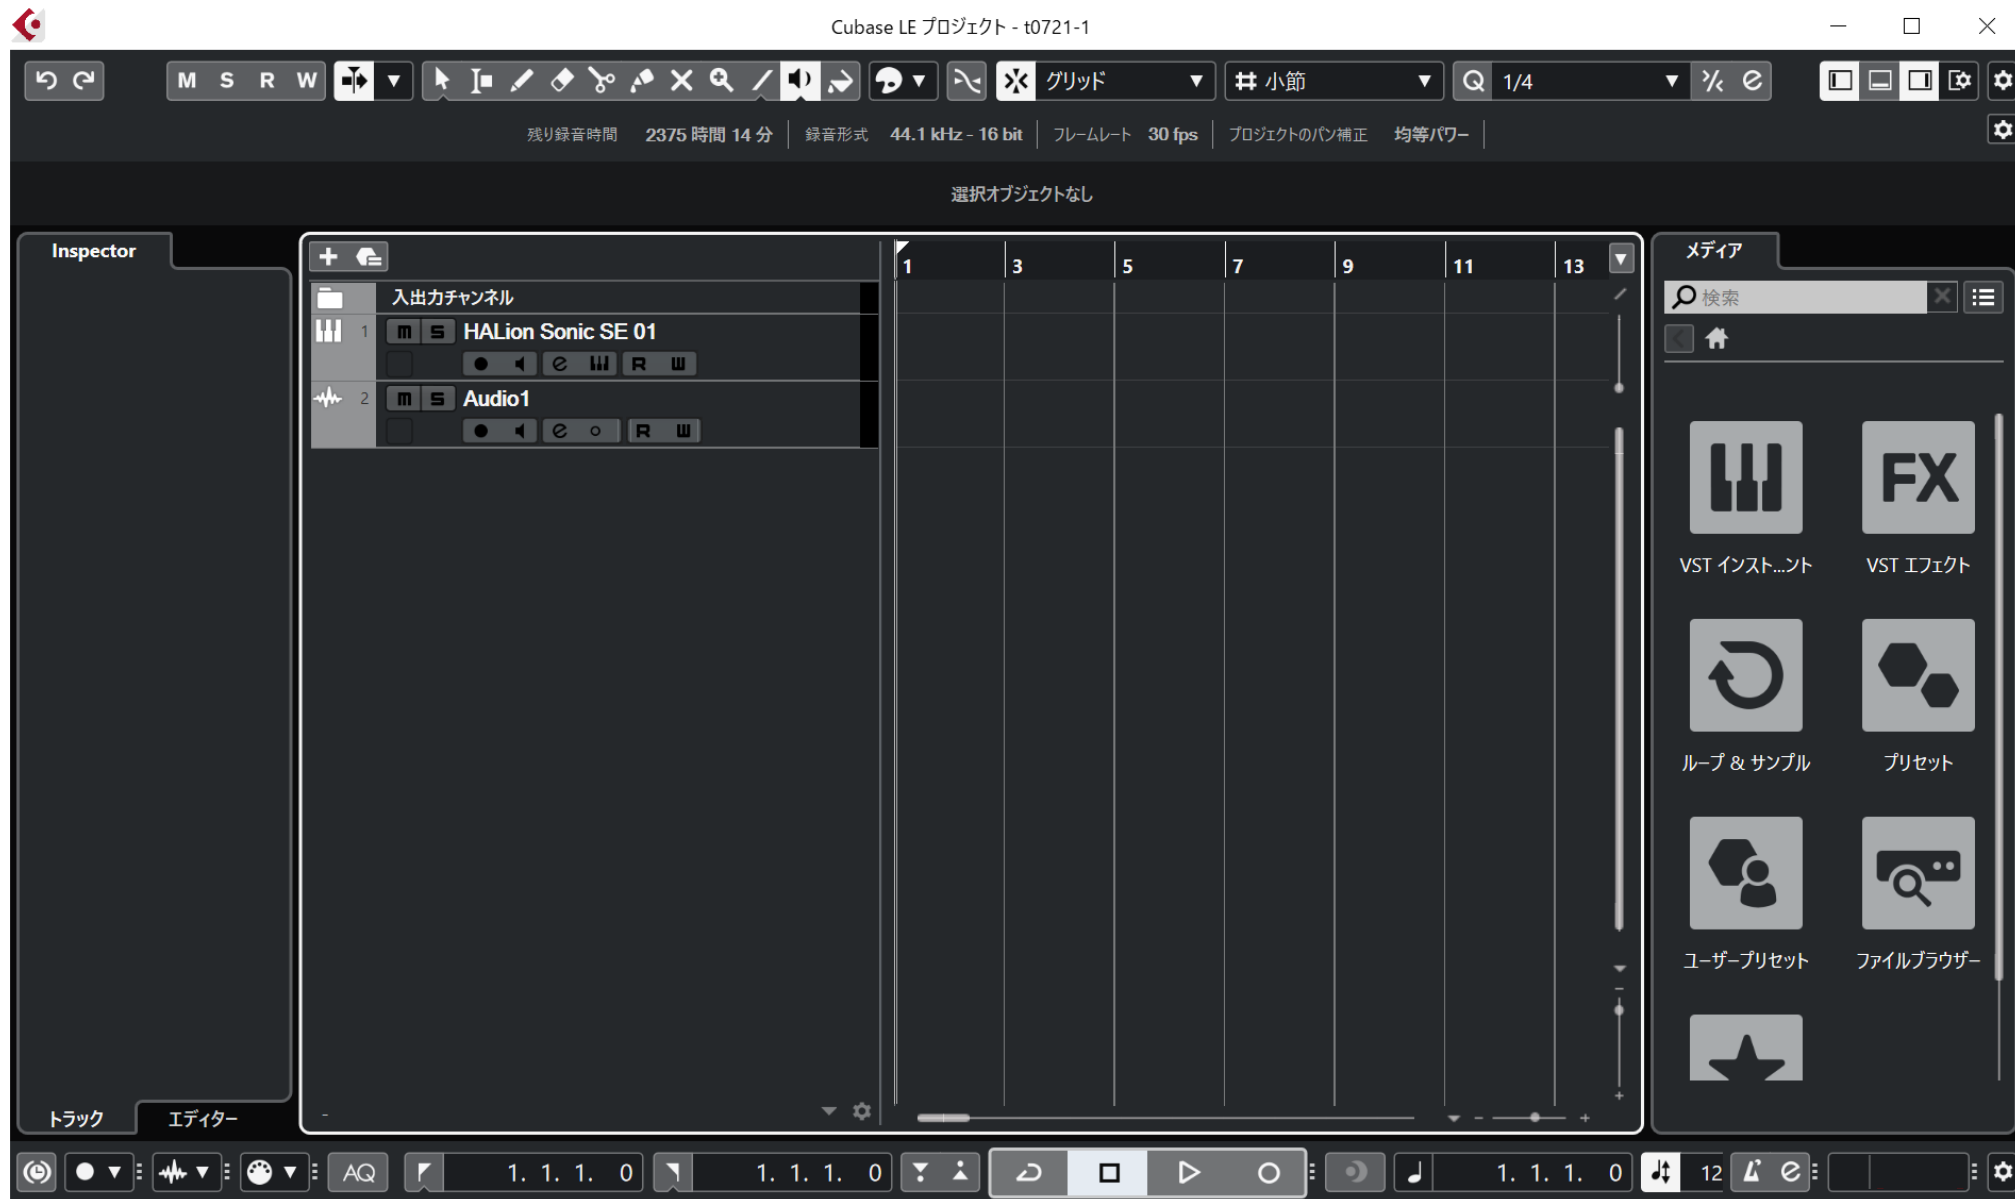 Cubase LE プロジェクト - t0721-1
M S R W グリッド 小節 Q 1/4
残り録音時間 2375 時間 14 分 録音形式 44.1 kHz - 16 bit フレームレート 30 fps プロジェクトのパン補正 均等パワー
選択オブジェクトなし
Inspector
1 3 5 7 9 11 13
入出力チャンネル
1 m S HALion Sonic SE 01
e R W
2 m S Audio1
e R W
メディア
検索
VST インスト...ント
FX
VST エフェクト
ループ & サンプル
プリセット
ユーザープリセット
ファイルブラウザー
トラック エディター
AQ 1. 1. 1. 0 1. 1. 1. 0 1. 1. 1. 0 12 e